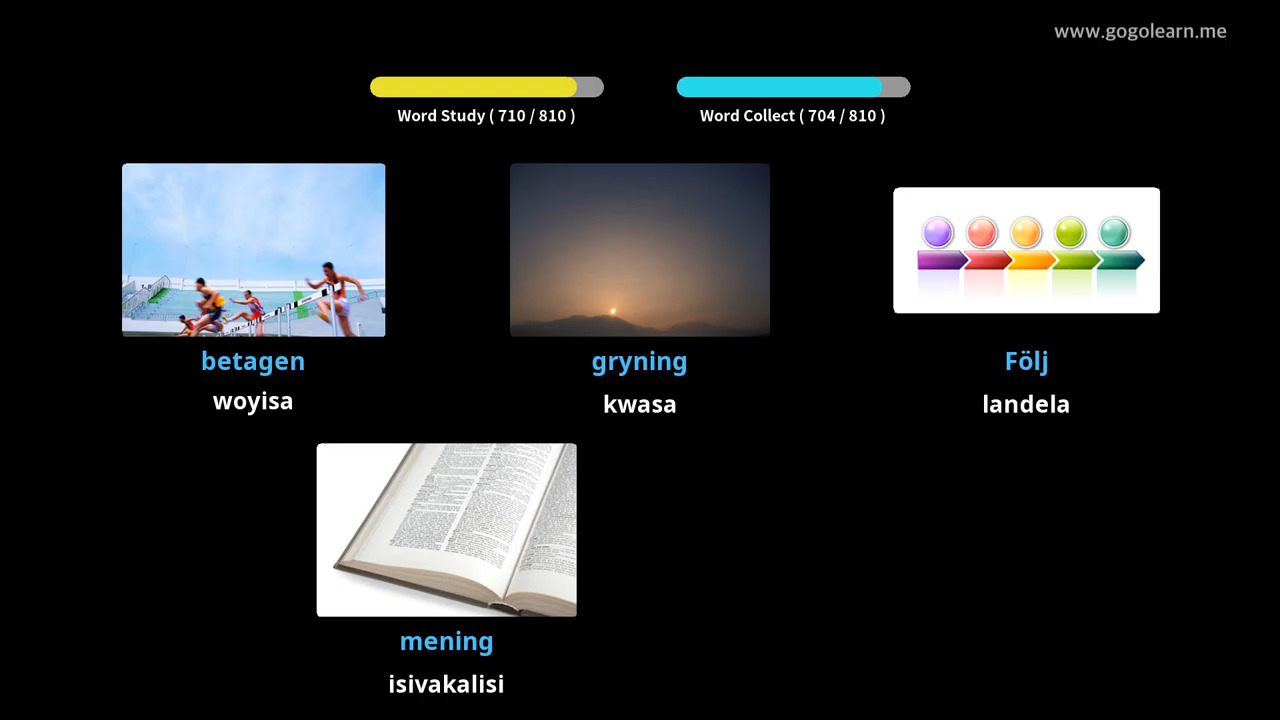 www.gogolearn.me
Word Study ( 710 / 810 )
Word Collect ( 704 / 810 )
betagen
woyisa
gryning
kwasa
Följ
landela
mening
isivakalisi